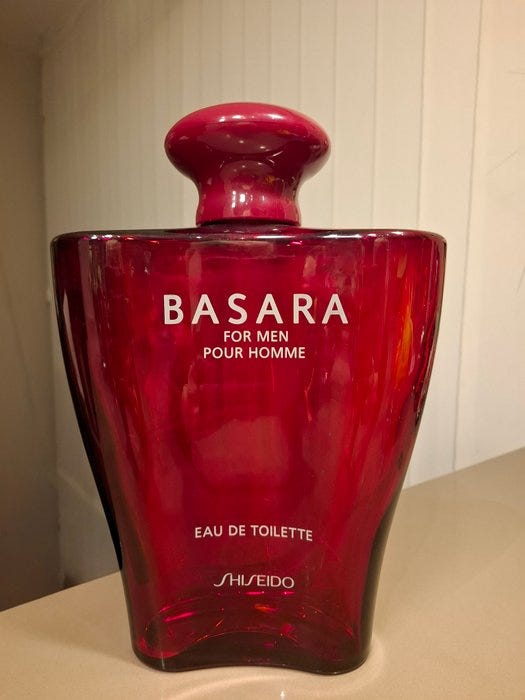 BASARA
FOR MEN
POUR HOMME
EAU DE TOILETTE
SHISEIDO